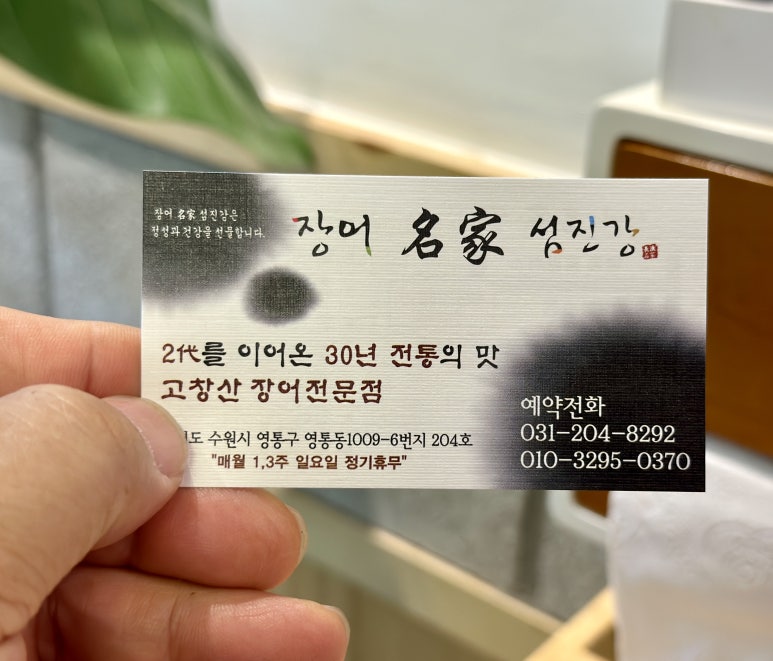 장어 名家 섬진강은
정성과 건강을 선물합니다.
장어 名家 섬진강
2代를 이어온 30년 전통의 맛
고창산 장어전문점
도 수원시 영통구 영통동1009-6번지 204호
"매월 1,3주 일요일 정기휴무"
예약전화
031-204-8292
010-3295-0370